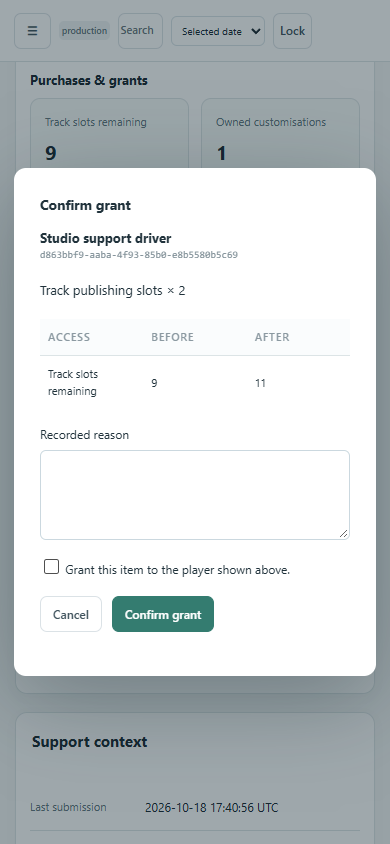 ☰ production Search Selected date Lock
Purchases & grants
Track slots remaining Owned customisations
9 1
Confirm grant
Studio support driver
d863bbf9-aaba-4f93-85b0-e8b5580b5c69
Track publishing slots × 2
ACCESS BEFORE AFTER
Track slots
remaining 9 11
Recorded reason
Grant this item to the player shown above.
Cancel Confirm grant
Support context
Last submission 2026-10-18 17:40:56 UTC